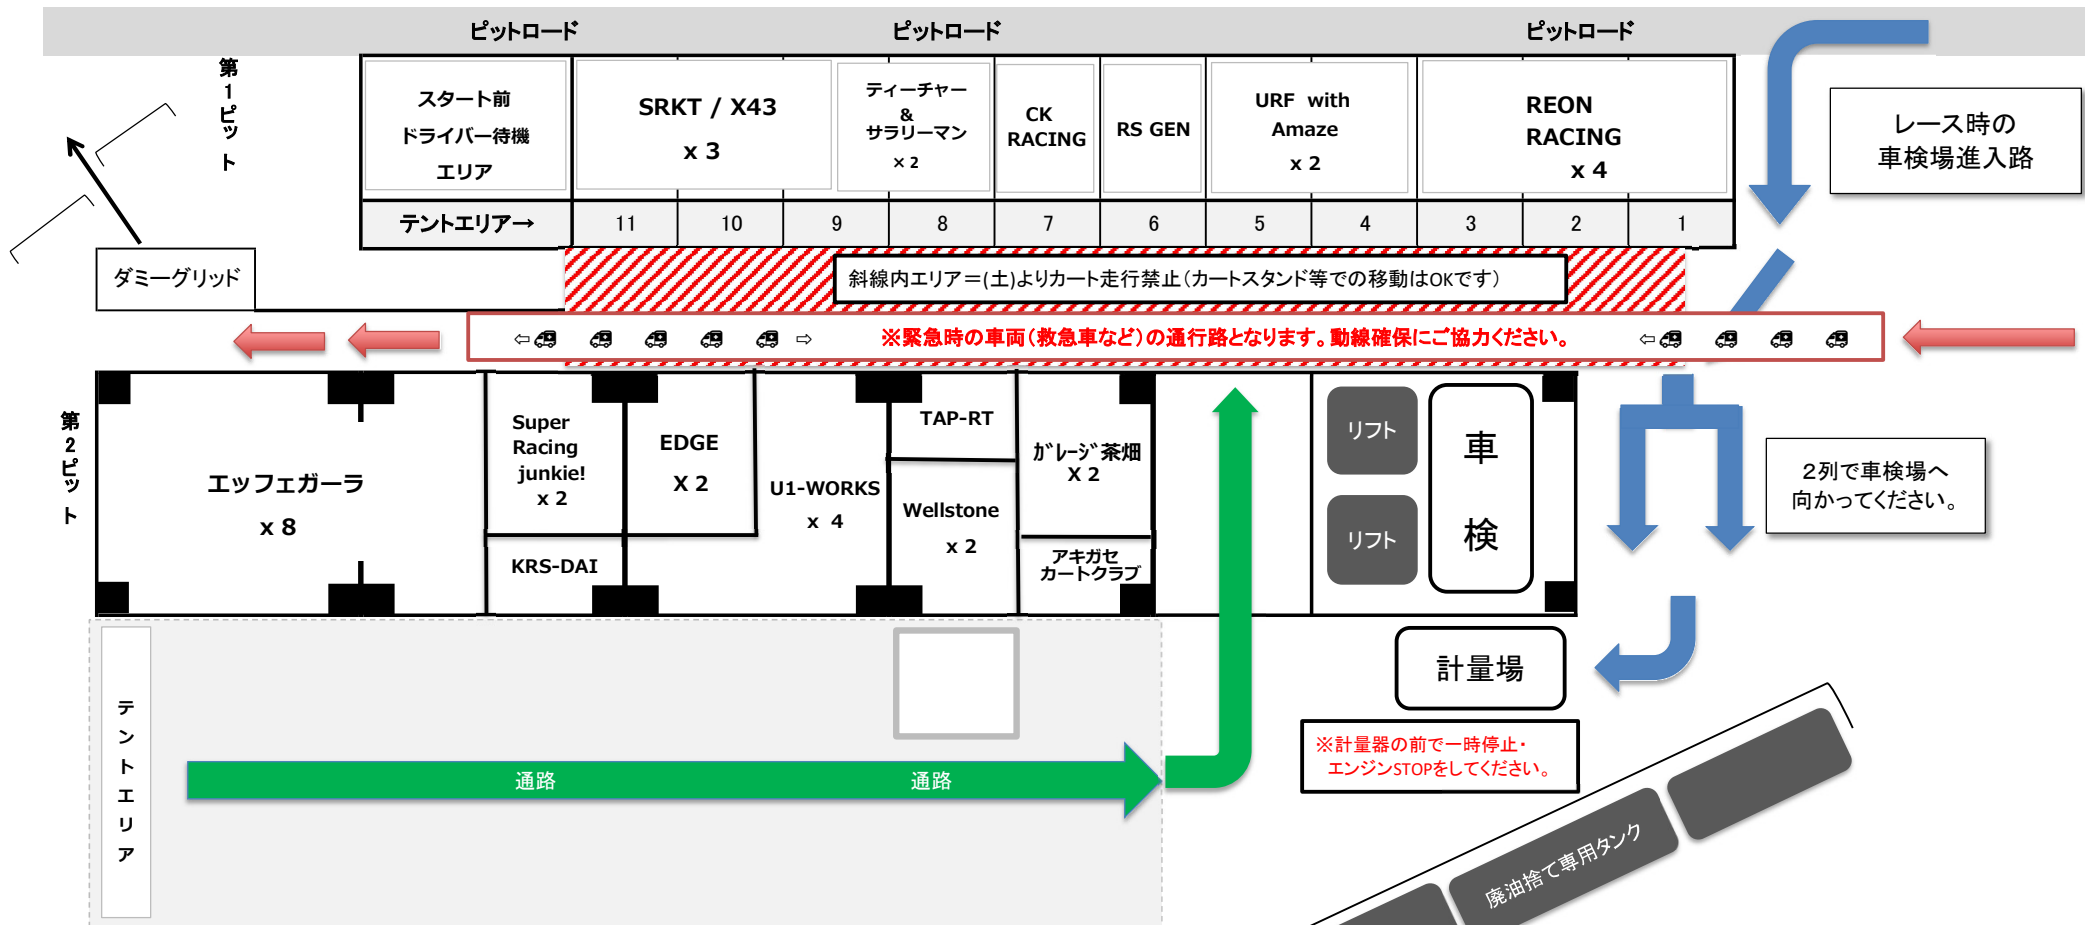 ピットロード
ピットロード
ピットロード
第1ピット
スタート前
ドライバー待機
エリア
SRKT / X43
x 3
ティーチャー
&
サラリーマン
×2
CK
RACING
RS GEN
URF with
Amaze
x 2
REON
RACING
x 4
レース時の
車検場進入路
テントエリア→
11
10
9
8
7
6
5
4
3
2
1
ダミーグリッド
斜線内エリア=(土)よりカート走行禁止(カートスタンド等での移動はOKです)
※緊急時の車両(救急車など)の通行路となります。動線確保にご協力ください。
第2ピット
エッフェガーラ
x 8
Super
Racing
junkie!
x 2
KRS-DAI
EDGE
X 2
U1-WORKS
x 4
TAP-RT
Wellstone
x 2
ガレージ茶畑
X 2
アキガセ
カートクラブ
リフト
リフト
車検
2列で車検場へ
向かってください。
計量場
※計量器の前で一時停止・
エンジンSTOPをしてください。
テントエリア
通路
通路
廃油捨て専用タンク